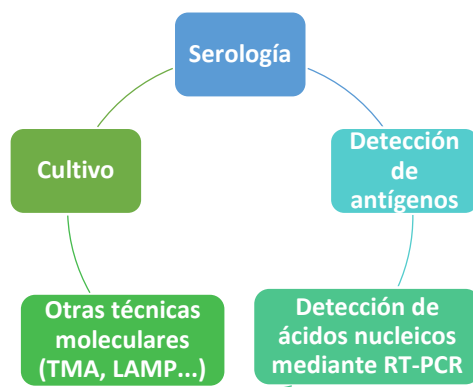 Serología
Cultivo
Detección
de
antígenos
Otras técnicas
moleculares
(TMA, LAMP...)
Detección de
ácidos nucleicos
mediante RT-PCR